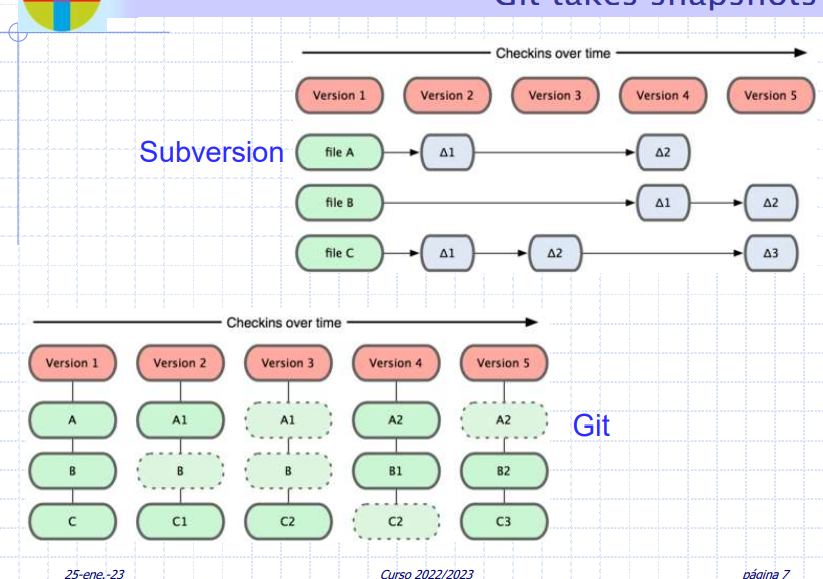 Git takes snapshots
Checkins over time
Version 1 Version 2 Version 3 Version 4 Version 5
Subversion
file A Δ1 Δ2
file B Δ1 Δ2
file C Δ1 Δ2 Δ3
Checkins over time
Version 1 Version 2 Version 3 Version 4 Version 5
A A1 A1 A2 A2
Git
B B B B1 B2
C C1 C2 C2 C3
25-ene.-23 Curso 2022/2023 página 7